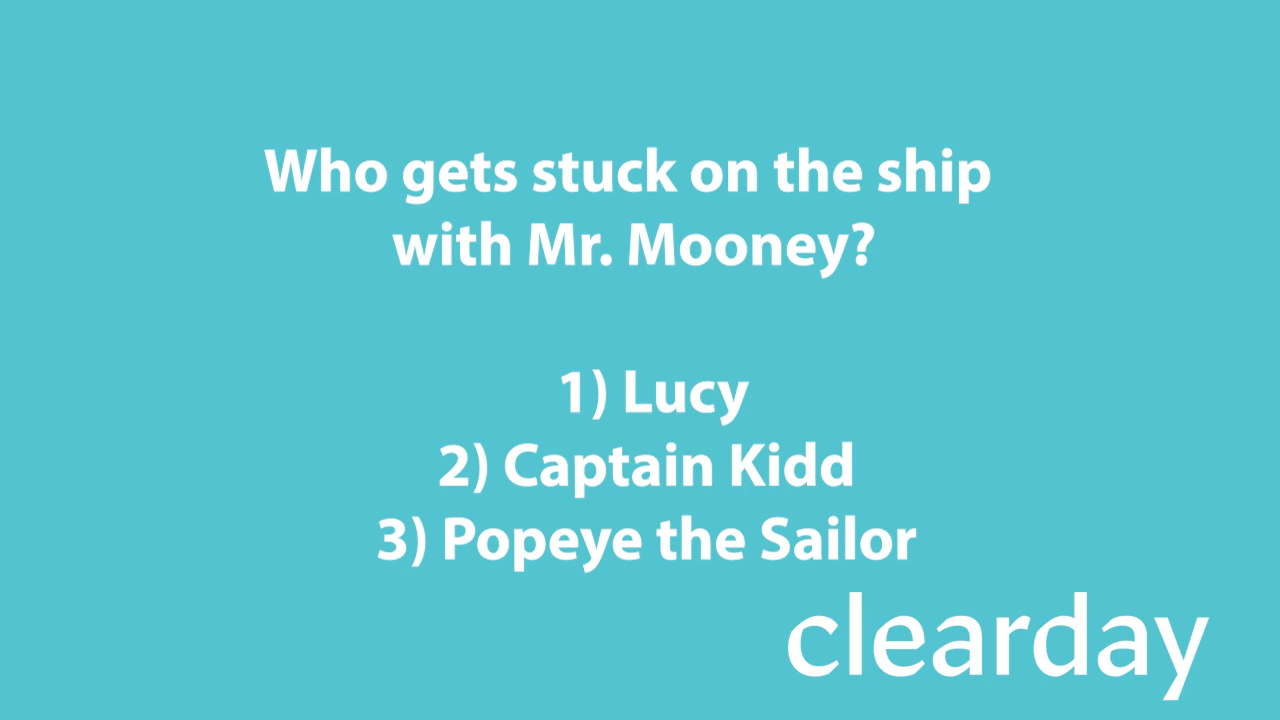 Who gets stuck on the ship
with Mr. Mooney?
1) Lucy
2) Captain Kidd
3) Popeye the Sailor
clearday